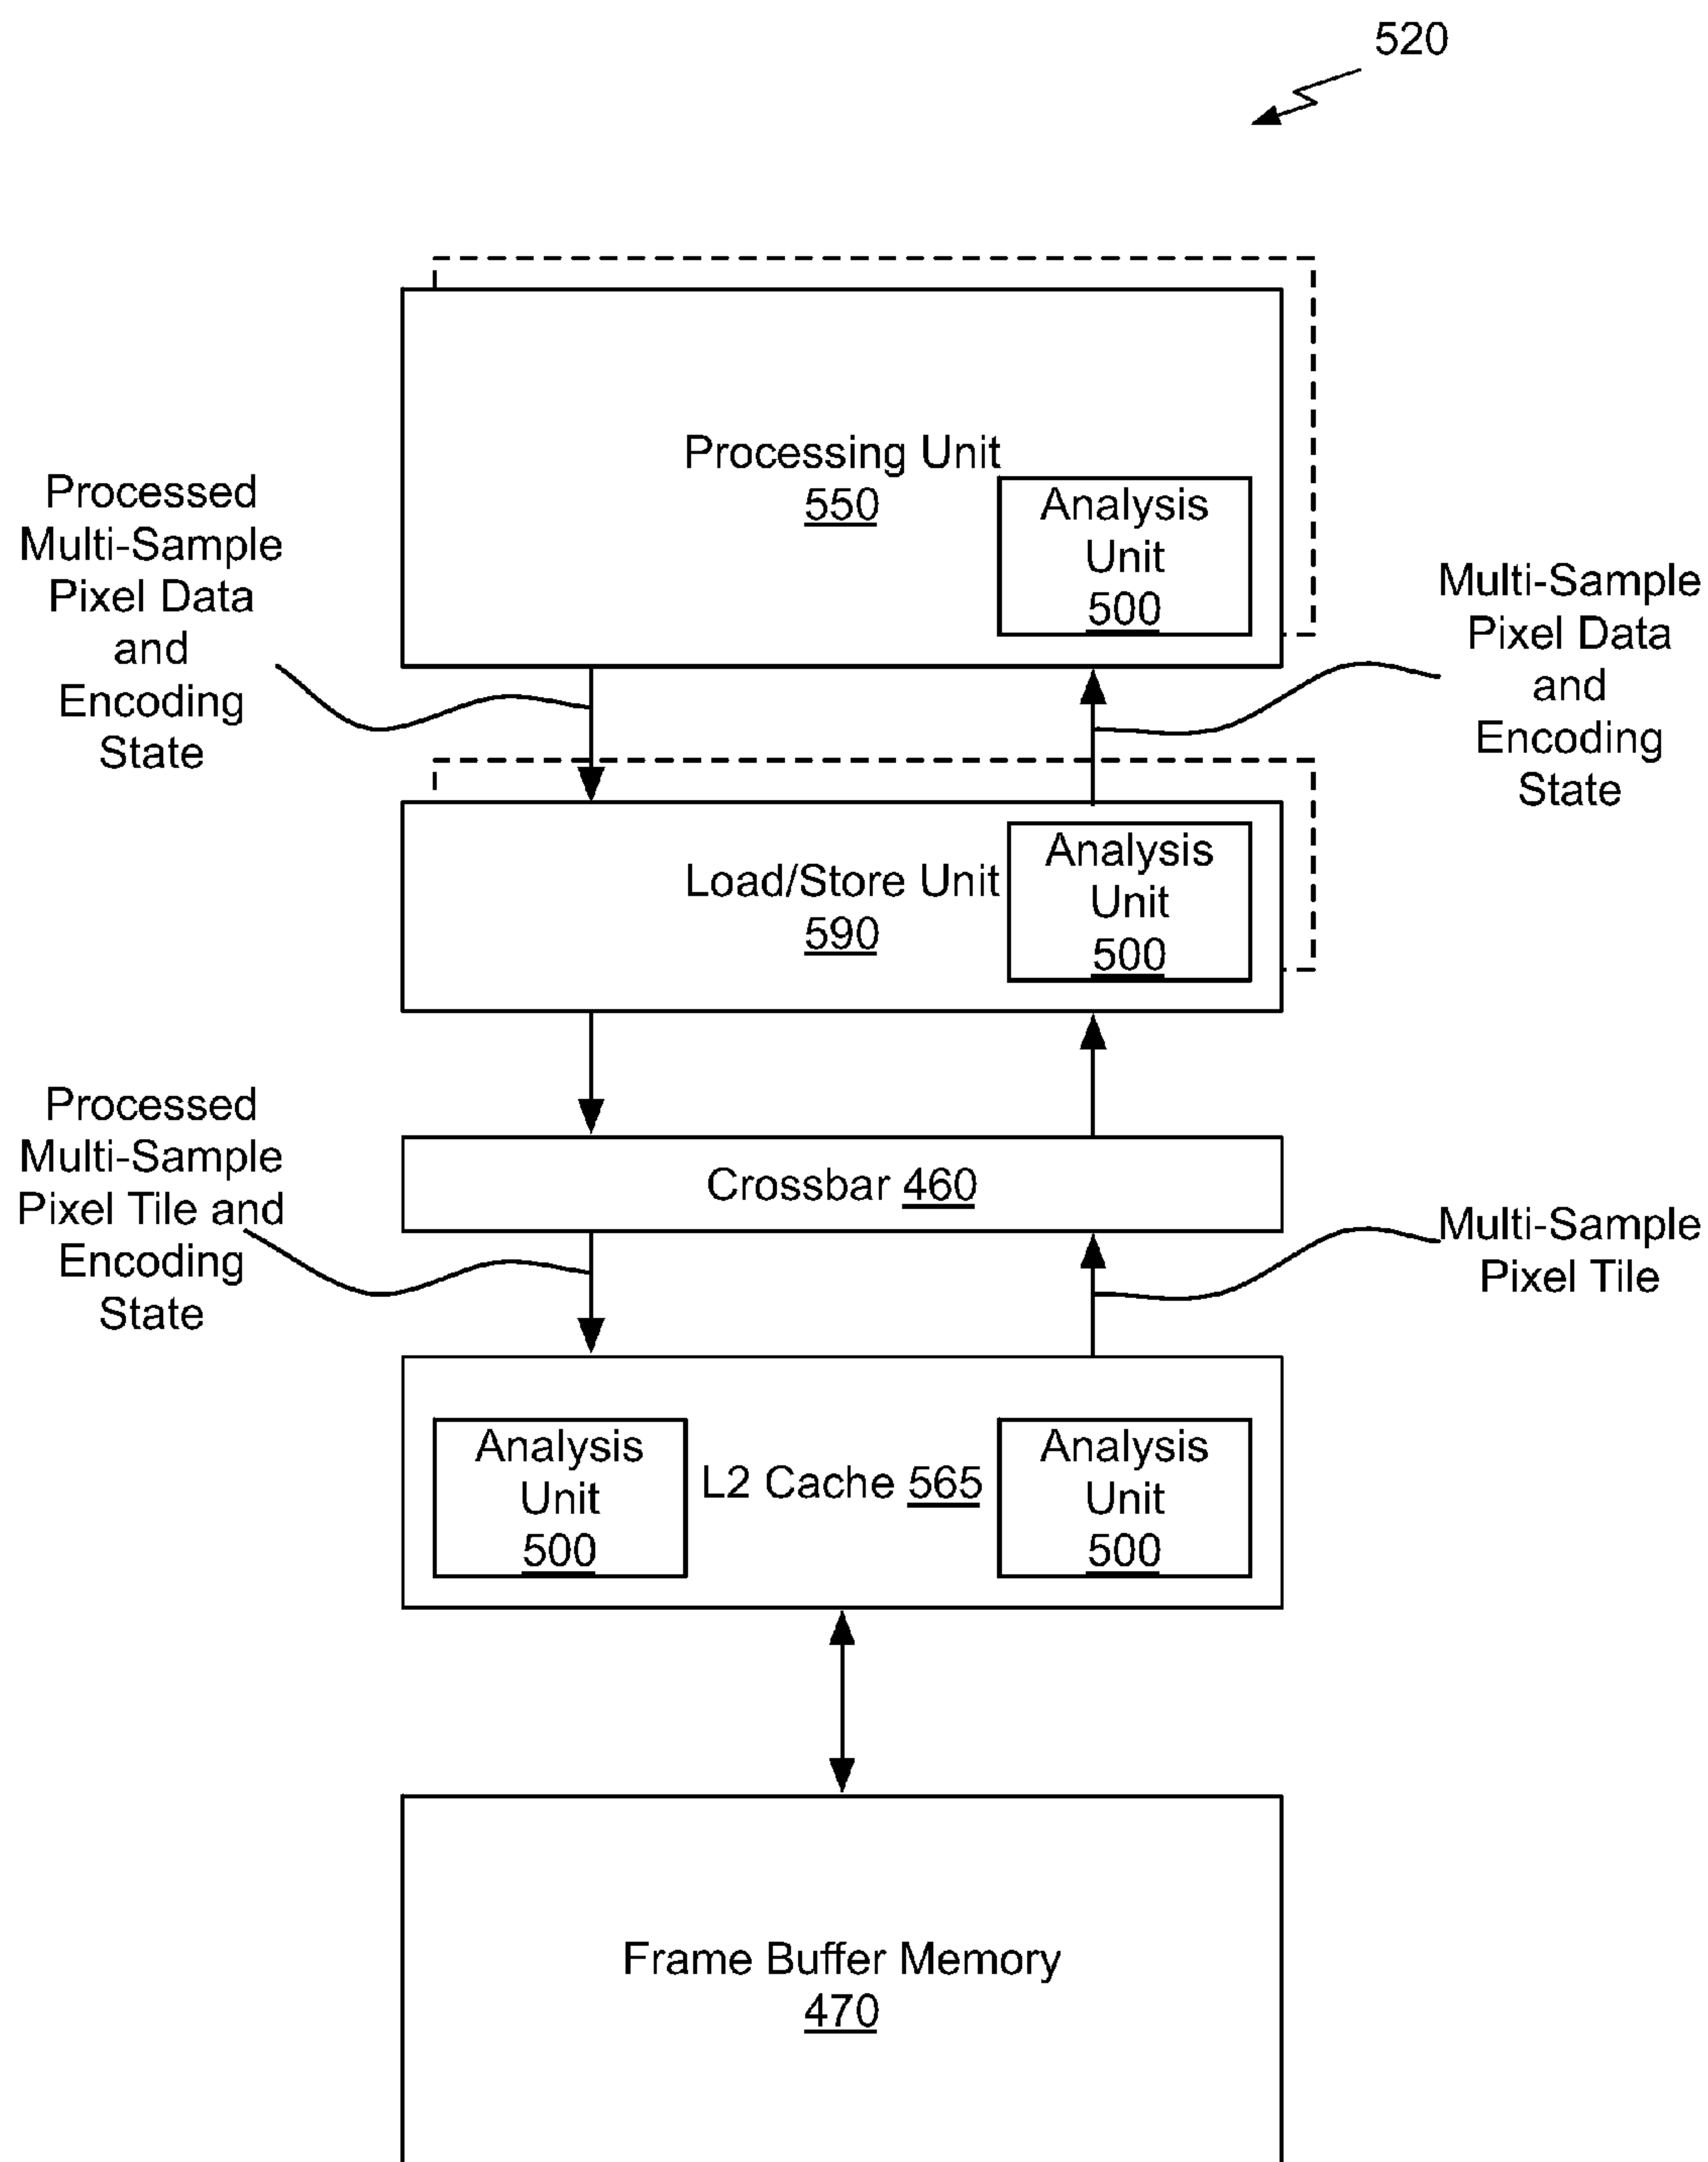 520
Processing Unit
550
Analysis
Unit
500
Processed
Multi-Sample
Pixel Data
and
Encoding
State
Multi-Sample
Pixel Data
and
Encoding
State
Load/Store Unit
590
Analysis
Unit
500
Processed
Multi-Sample
Pixel Tile and
Encoding
State
Crossbar 460
Multi-Sample
Pixel Tile
Analysis
Unit
500
L2 Cache 565
Analysis
Unit
500
Frame Buffer Memory
470